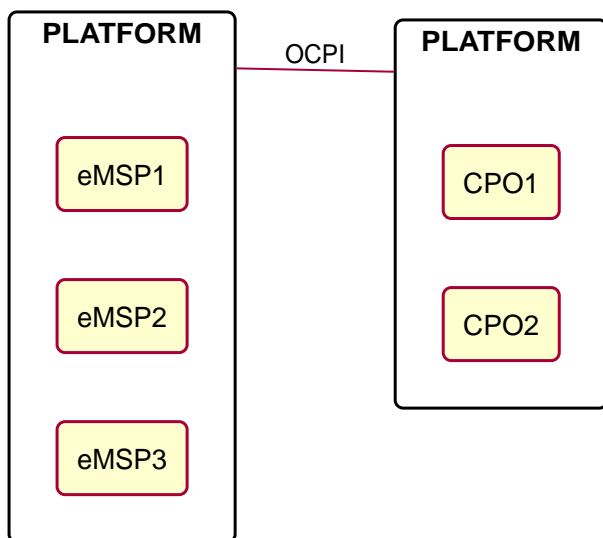 PLATFORM
OCPI
PLATFORM
eMSP1
CPO1
eMSP2
CPO2
eMSP3